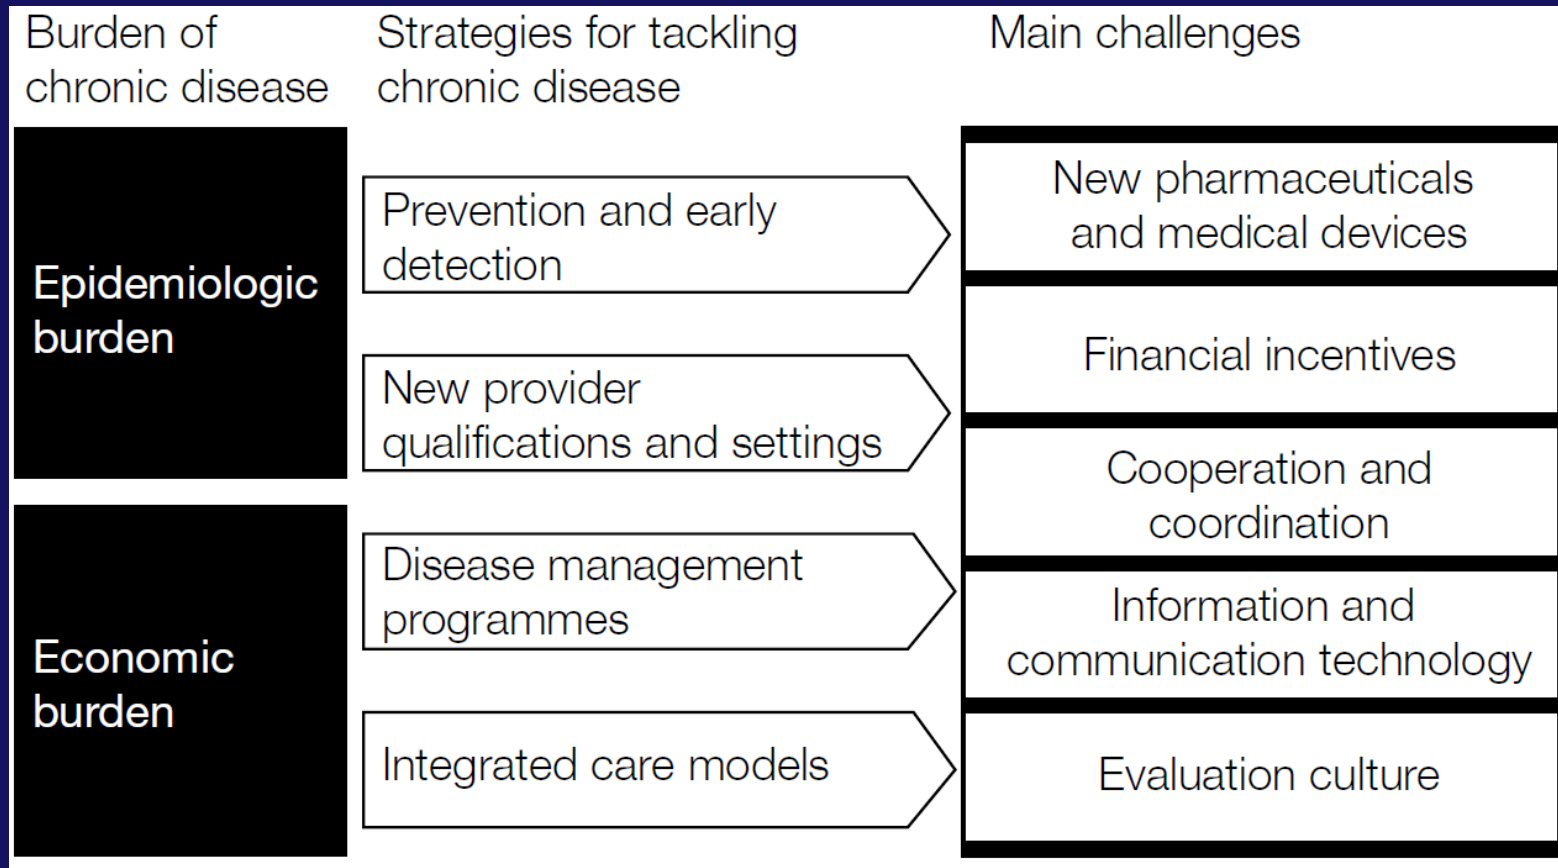 Burden of
chronic disease
Strategies for tackling
chronic disease
Main challenges
Epidemiologic
burden
Economic
burden
Prevention and early
detection
New provider
qualifications and settings
Disease management
programmes
Integrated care models
New pharmaceuticals
and medical devices
Financial incentives
Cooperation and
coordination
Information and
communication technology
Evaluation culture